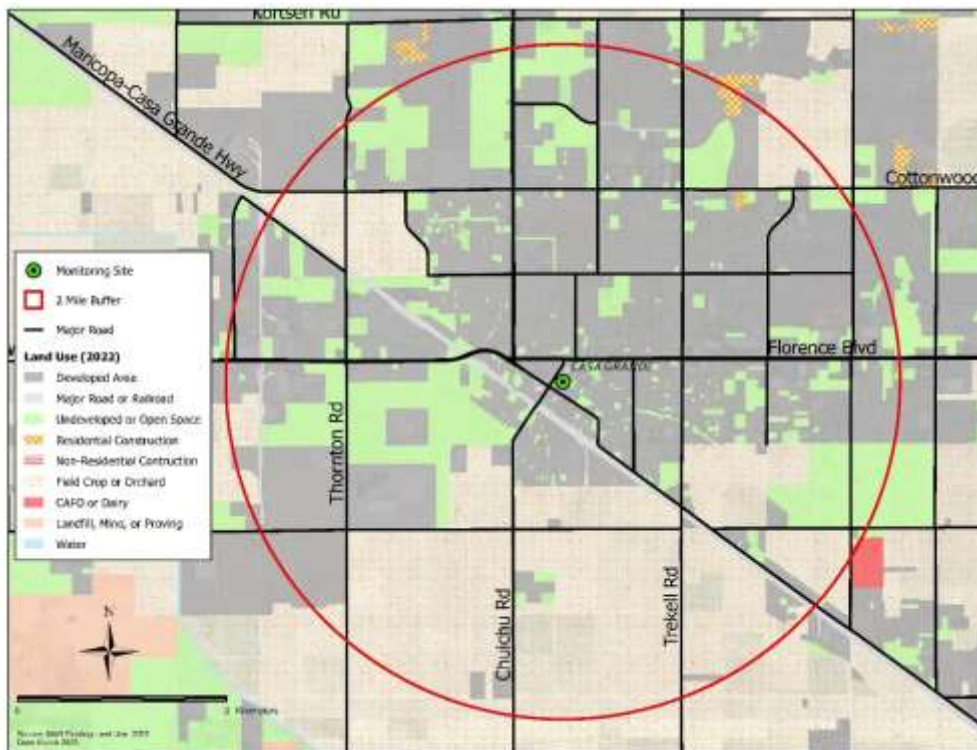 Kortsen Rd
Maricopa-Casa Grande Hwy
Cottonwood
Monitoring Site
2 Mile Buffer
Major Road
Land Use (2022)
Developed Area
Major Road or Railroad
Undeveloped or Open Space
Residential Construction
Non-Residential Contruction
Field Crop or Orchard
CAFO or Dairy
Landfill, Mine, or Proving
Water
Florence Blvd
CASA GRANDE
Thornton Rd
Chuichu Rd
Trekell Rd
N
0
Kilometers